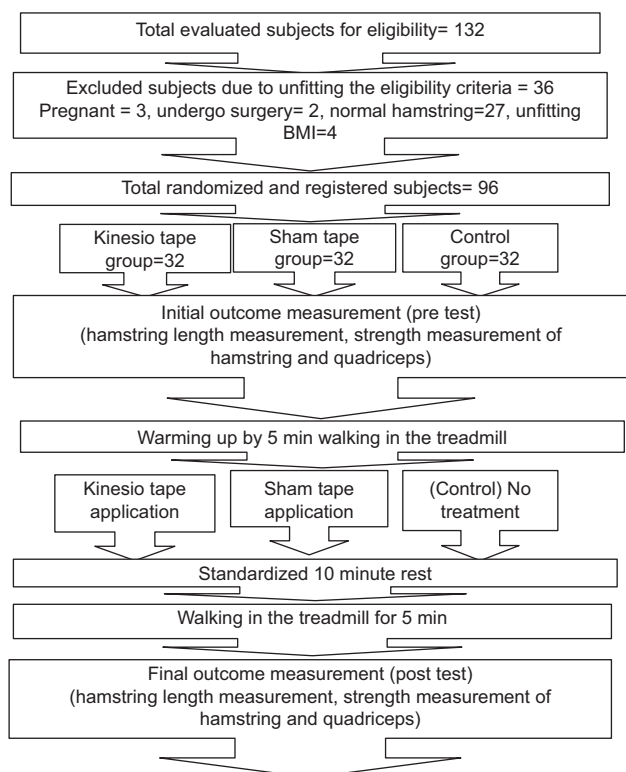 Total evaluated subjects for eligibility= 132
Excluded subjects due to unfitting the eligibility criteria = 36
Pregnant = 3, undergo surgery= 2, normal hamstring=27, unfitting
BMI=4
Total randomized and registered subjects= 96
Kinesio tape
group=32
Sham tape
group=32
Control
group=32
Initial outcome measurement (pre test)
(hamstring length measurement, strength measurement of
hamstring and quadriceps)
Warming up by 5 min walking in the treadmill
Kinesio tape
application
Sham tape
application
(Control) No
treatment
Standardized 10 minute rest
Walking in the treadmill for 5 min
Final outcome measurement (post test)
(hamstring length measurement, strength measurement of
hamstring and quadriceps)